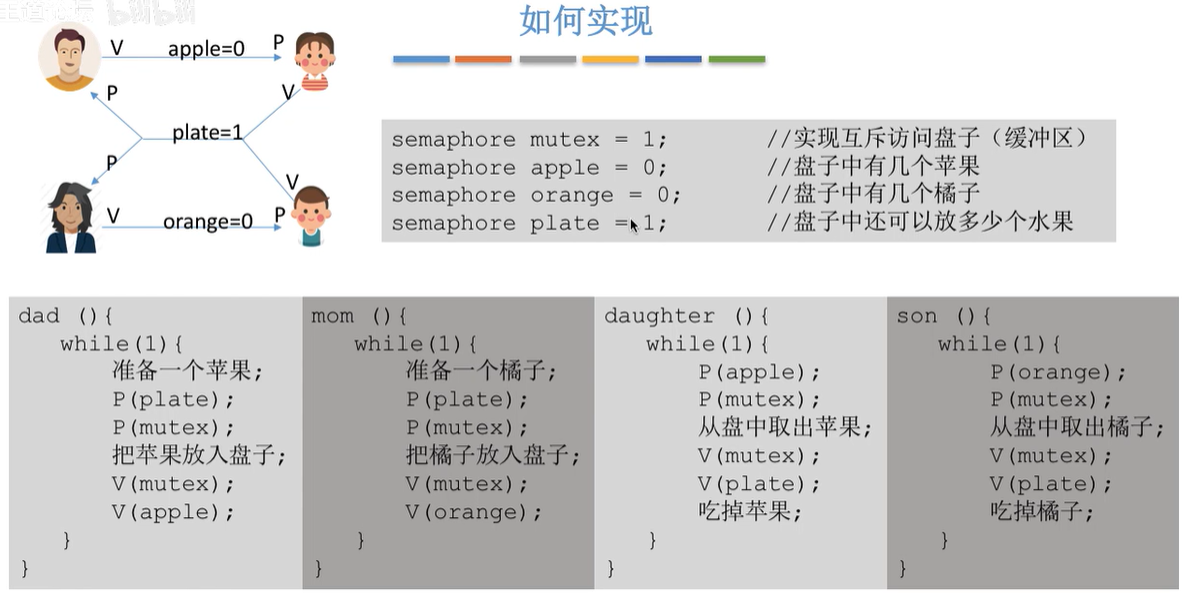 王道论坛 bilibili
如何实现
V apple=0 P
P V
plate=1
P V
V orange=0 P
semaphore mutex = 1; //实现互斥访问盘子（缓冲区）
semaphore apple = 0; //盘子中有几个苹果
semaphore orange = 0; //盘子中有几个橘子
semaphore plate = 1; //盘子中还可以放多少个水果
dad (){
while(1){
准备一个苹果;
P(plate);
P(mutex);
把苹果放入盘子;
V(mutex);
V(apple);
}
}
mom (){
while(1){
准备一个橘子;
P(plate);
P(mutex);
把橘子放入盘子;
V(mutex);
V(orange);
}
}
daughter (){
while(1){
P(apple);
P(mutex);
从盘中取出苹果;
V(mutex);
V(plate);
吃掉苹果;
}
}
son (){
while(1){
P(orange);
P(mutex);
从盘中取出橘子;
V(mutex);
V(plate);
吃掉橘子;
}
}